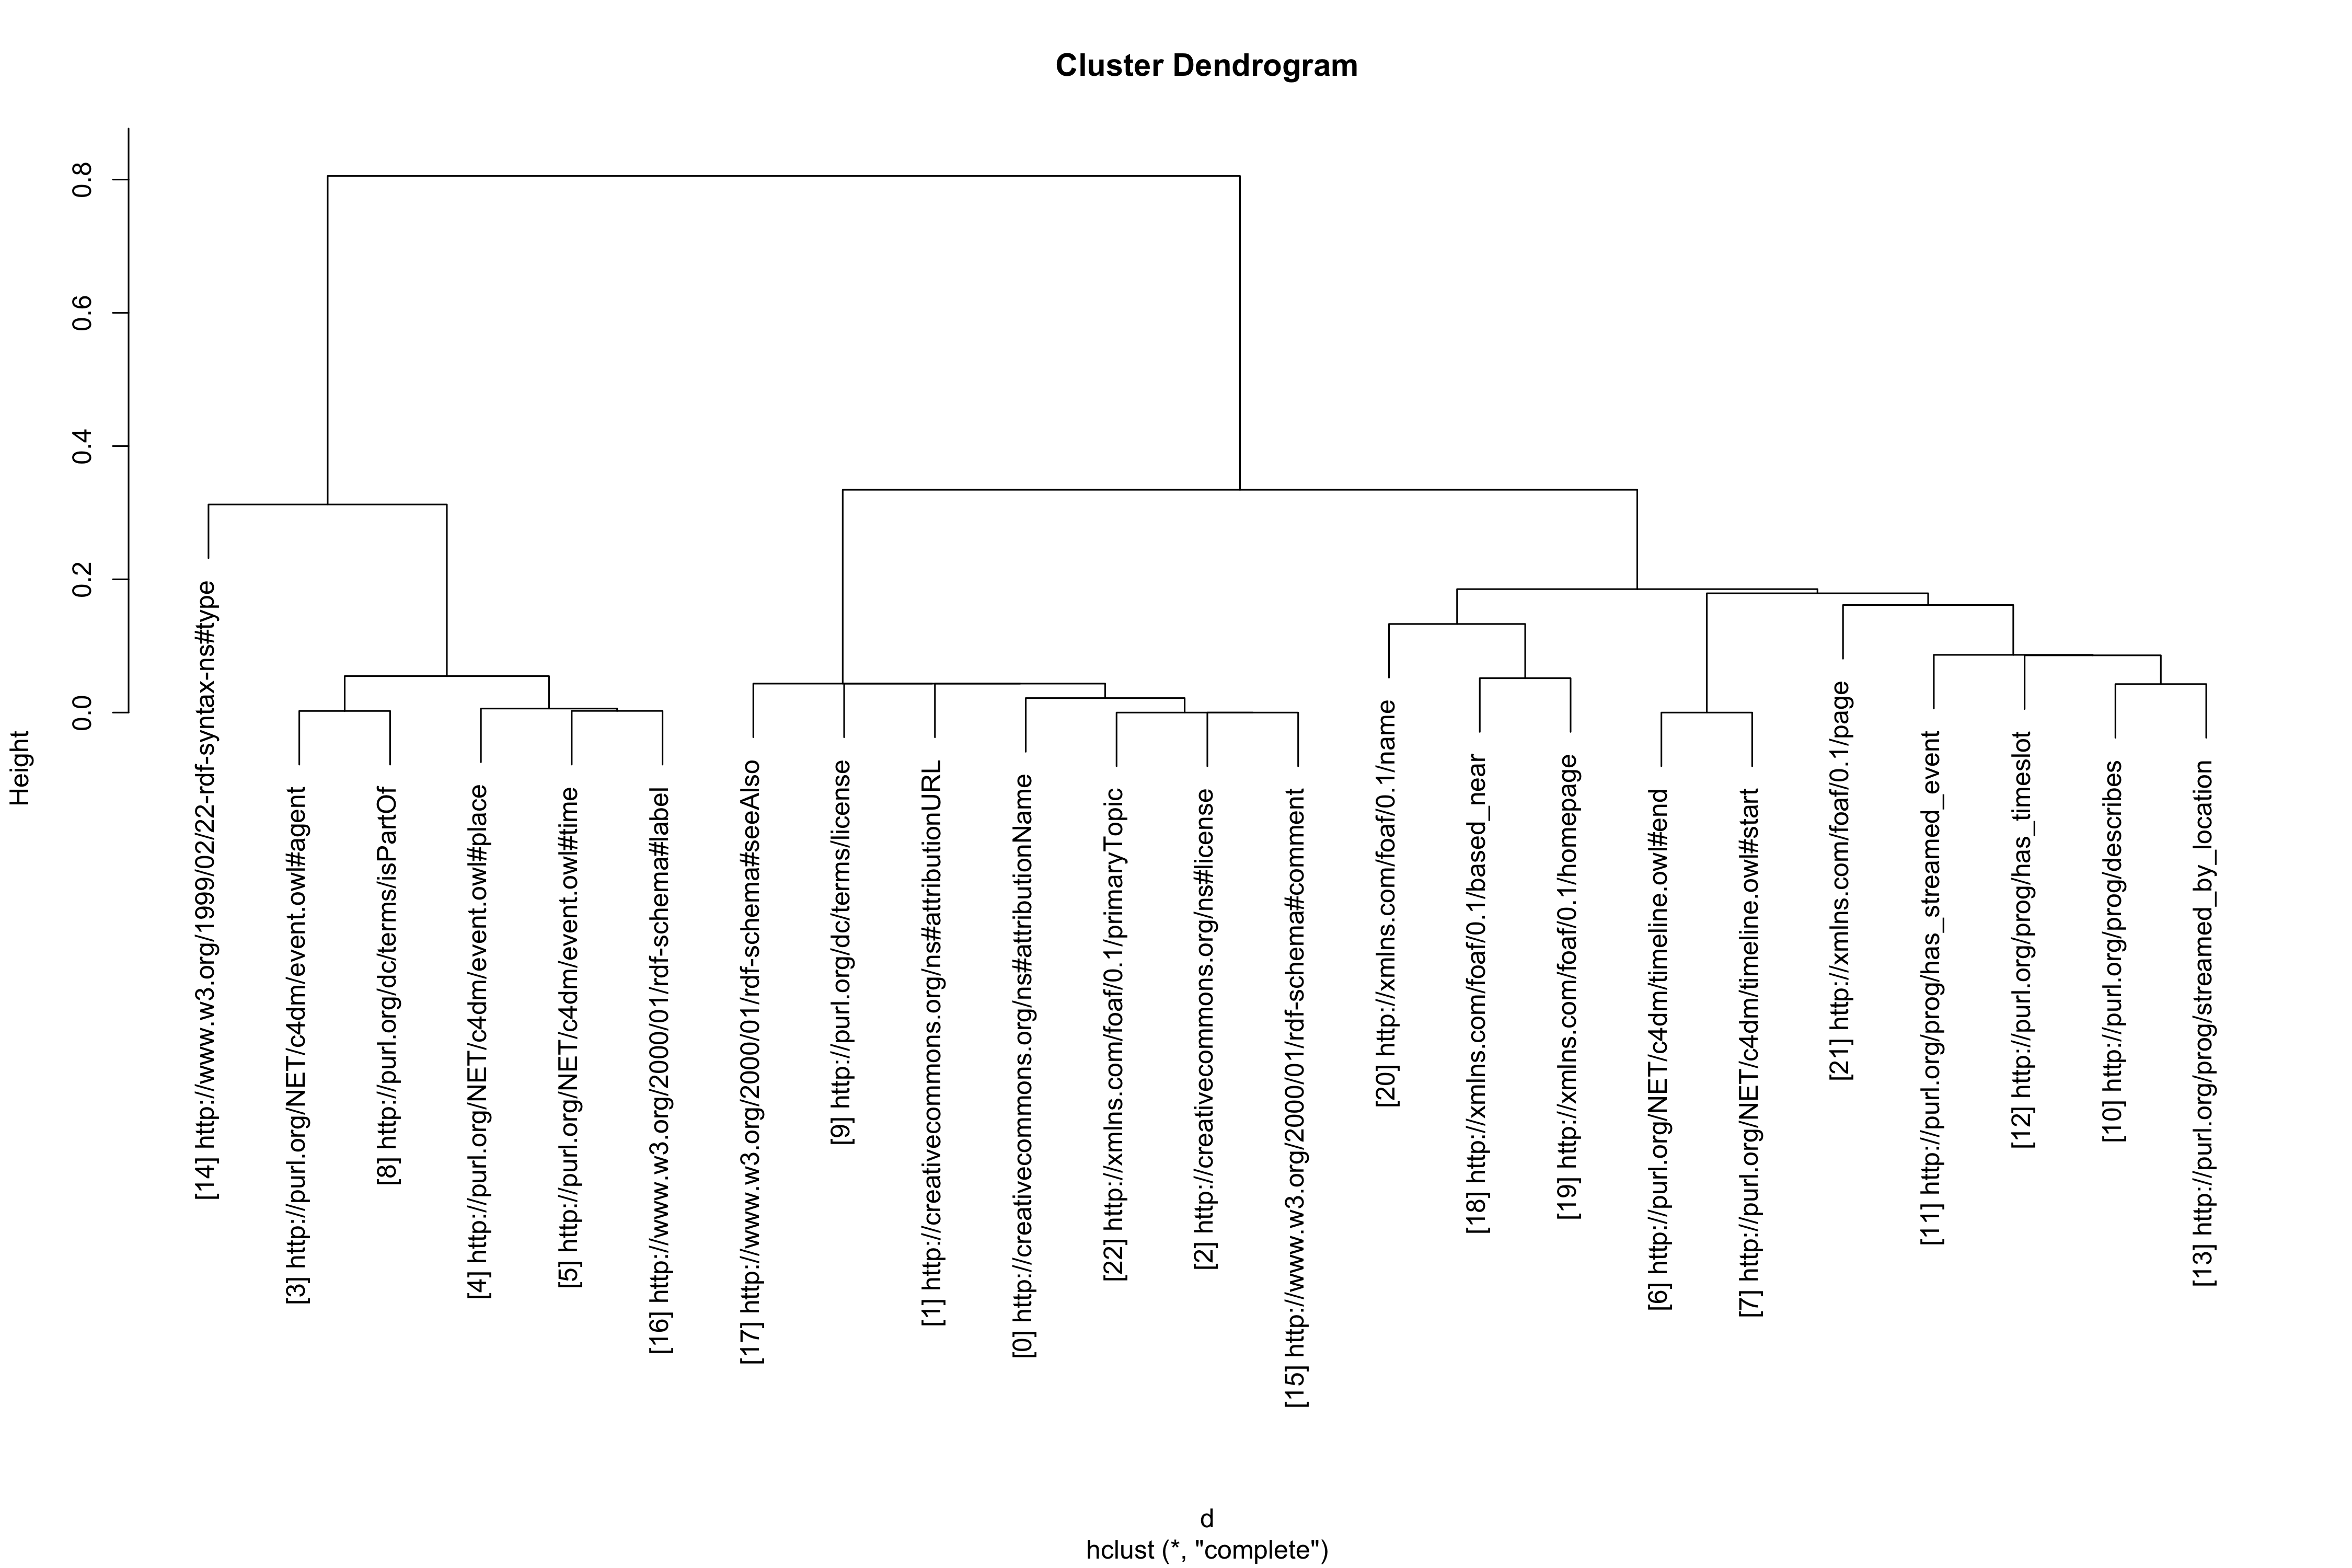 Cluster Dendrogram
Height
0.0
0.2
0.4
0.6
0.8
[14] http://www.w3.org/1999/02/22-rdf-syntax-ns#type
[3] http://purl.org/NET/c4dm/event.owl#agent
[8] http://purl.org/dc/terms/isPartOf
[4] http://purl.org/NET/c4dm/event.owl#place
[5] http://purl.org/NET/c4dm/event.owl#time
[16] http://www.w3.org/2000/01/rdf-schema#label
[17] http://www.w3.org/2000/01/rdf-schema#seeAlso
[9] http://purl.org/dc/terms/license
[1] http://creativecommons.org/ns#attributionURL
[0] http://creativecommons.org/ns#attributionName
[22] http://xmlns.com/foaf/0.1/primaryTopic
[2] http://creativecommons.org/ns#license
[15] http://www.w3.org/2000/01/rdf-schema#comment
[20] http://xmlns.com/foaf/0.1/name
[18] http://xmlns.com/foaf/0.1/based_near
[19] http://xmlns.com/foaf/0.1/homepage
[6] http://purl.org/NET/c4dm/timeline.owl#end
[7] http://purl.org/NET/c4dm/timeline.owl#start
[21] http://xmlns.com/foaf/0.1/page
[11] http://purl.org/prog/has_streamed_event
[12] http://purl.org/prog/has_timeslot
[10] http://purl.org/prog/describes
[13] http://purl.org/prog/streamed_by_location
d
hclust (*, "complete")